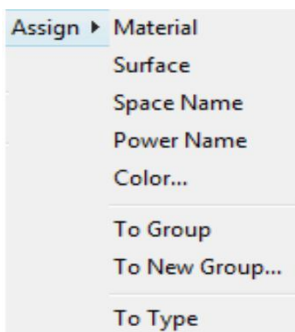 Assign ▸ Material
Surface
Space Name
Power Name
Color...
To Group
To New Group...
To Type